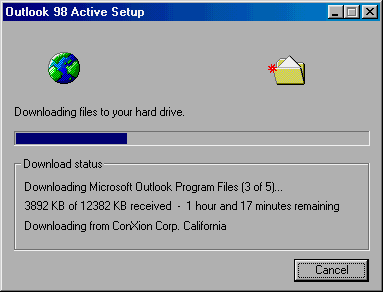 Outlook 98 Active Setup
Downloading files to your hard drive.
Download status
Downloading Microsoft Outlook Program Files (3 of 5)...
3892 KB of 12382 KB received - 1 hour and 17 minutes remaining
Downloading from ConXion Corp. California
Cancel